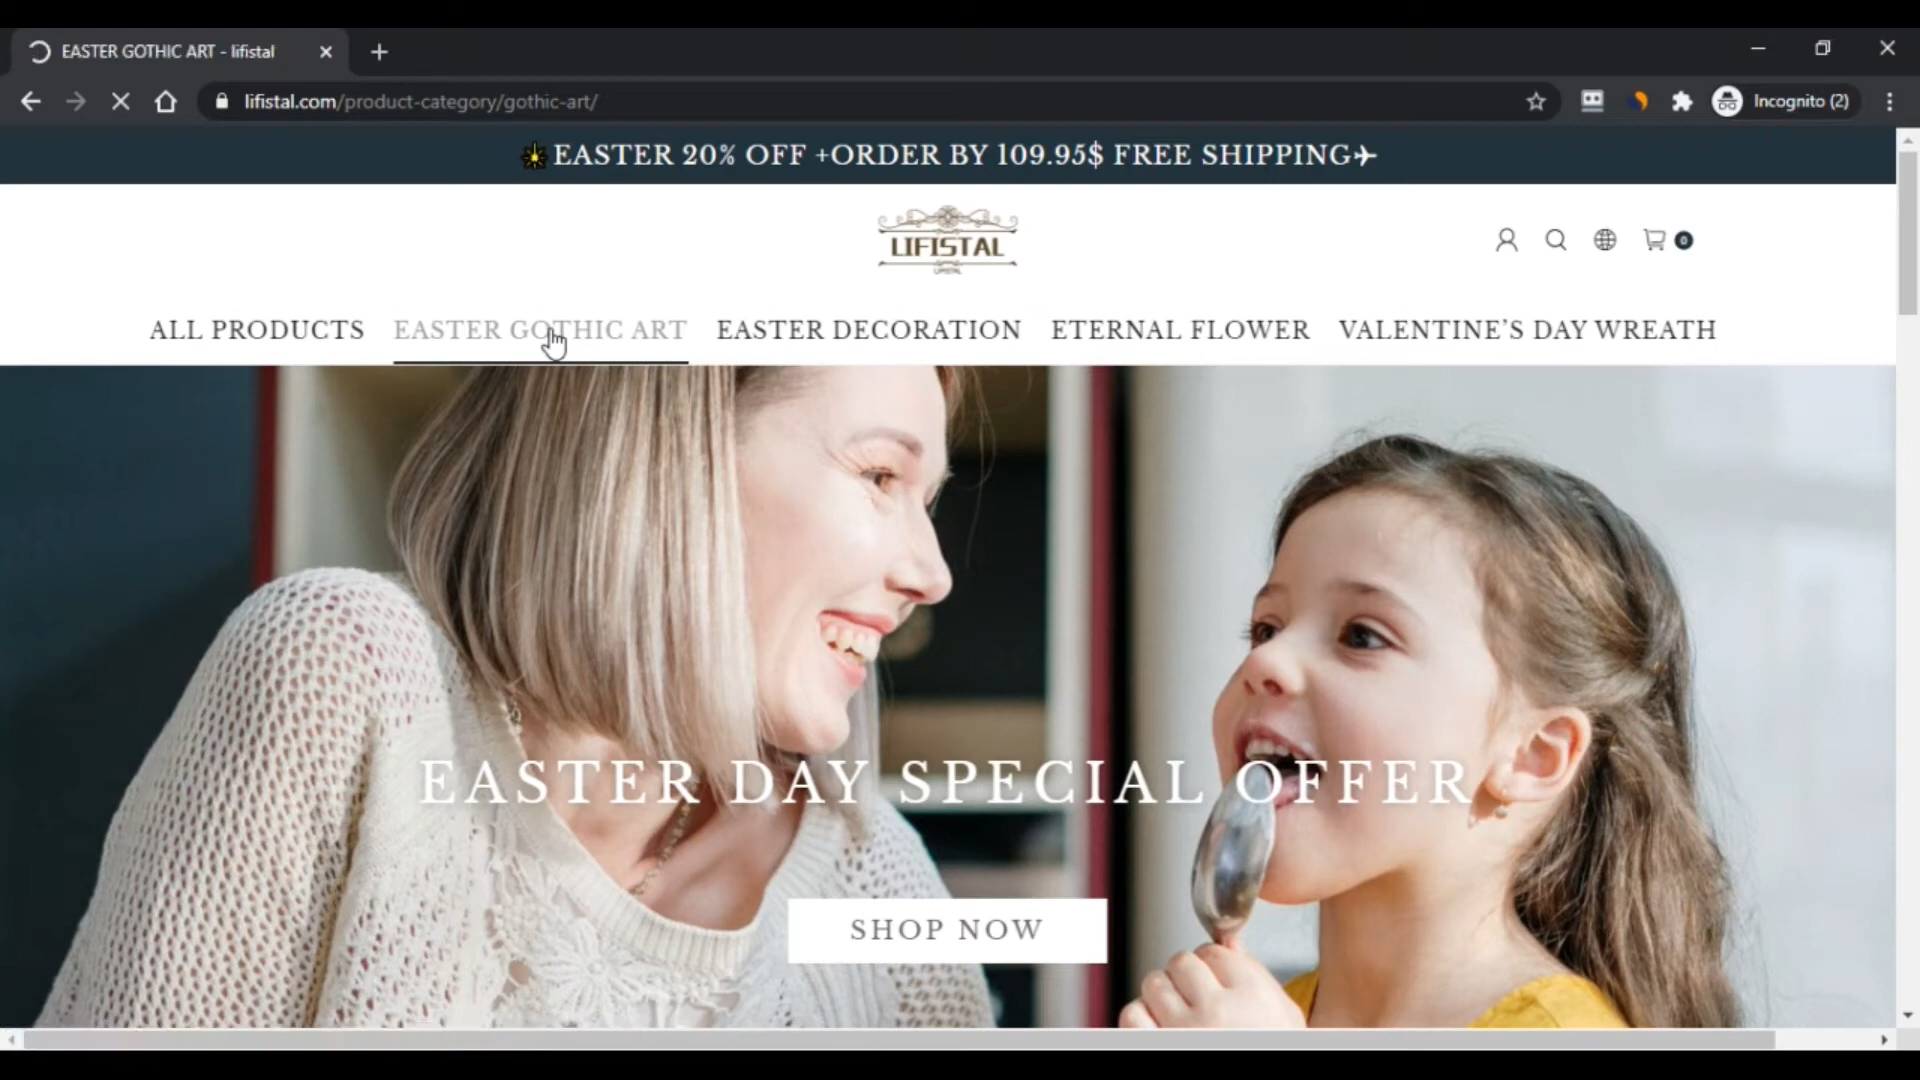 EASTER GOTHIC ART - lifistal
lifistal.com/product-category/gothic-art/
Incognito (2)
EASTER 20% OFF +ORDER BY 109.95$ FREE SHIPPING✈
LIFISTAL
LIFISTAL
0
ALL PRODUCTS EASTER GOTHIC ART EASTER DECORATION ETERNAL FLOWER VALENTINE’S DAY WREATH
EASTER DAY SPECIAL OFFER
SHOP NOW